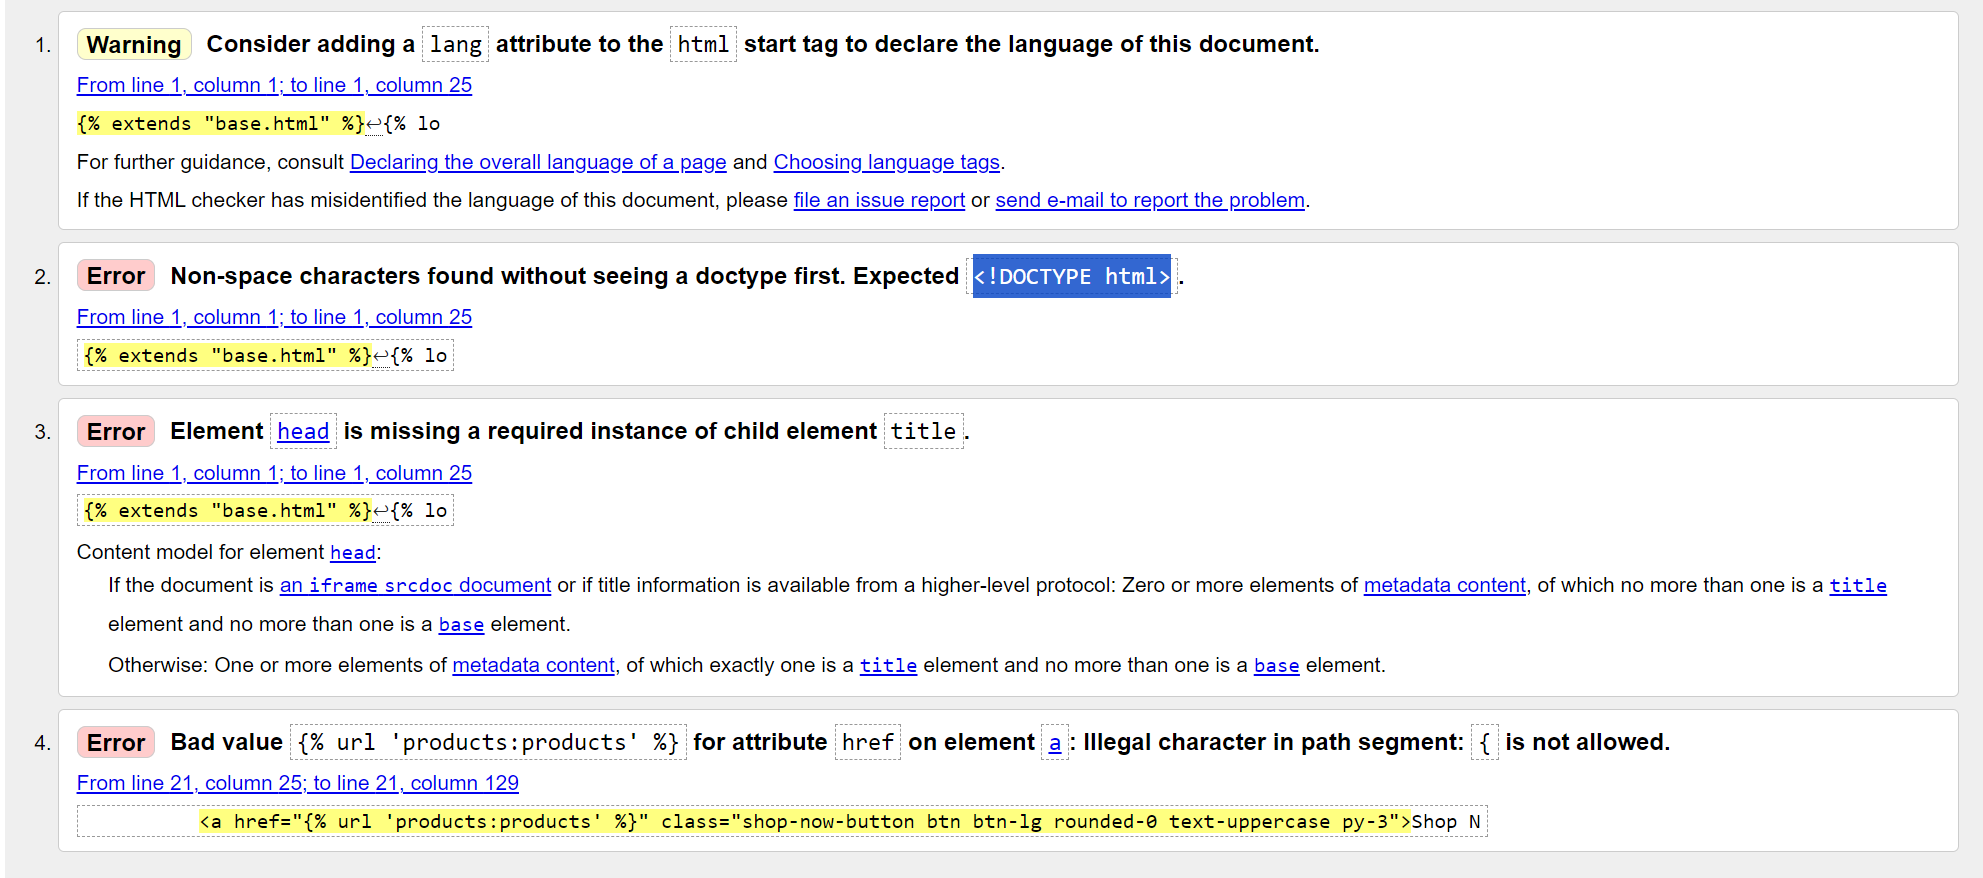 1. Warning Consider adding a lang attribute to the html start tag to declare the language of this document.
From line 1, column 1; to line 1, column 25
{% extends "base.html" %}↩{% lo
For further guidance, consult Declaring the overall language of a page and Choosing language tags.
If the HTML checker has misidentified the language of this document, please file an issue report or send e-mail to report the problem.
2. Error Non-space characters found without seeing a doctype first. Expected <!DOCTYPE html>.
From line 1, column 1; to line 1, column 25
{% extends "base.html" %}↩{% lo
3. Error Element head is missing a required instance of child element title.
From line 1, column 1; to line 1, column 25
{% extends "base.html" %}↩{% lo
Content model for element head:
If the document is an iframe srcdoc document or if title information is available from a higher-level protocol: Zero or more elements of metadata content, of which no more than one is a title
element and no more than one is a base element.
Otherwise: One or more elements of metadata content, of which exactly one is a title element and no more than one is a base element.
4. Error Bad value {% url 'products:products' %} for attribute href on element a: Illegal character in path segment: { is not allowed.
From line 21, column 25; to line 21, column 129
<a href="{% url 'products:products' %}" class="shop-now-button btn btn-lg rounded-0 text-uppercase py-3">Shop N